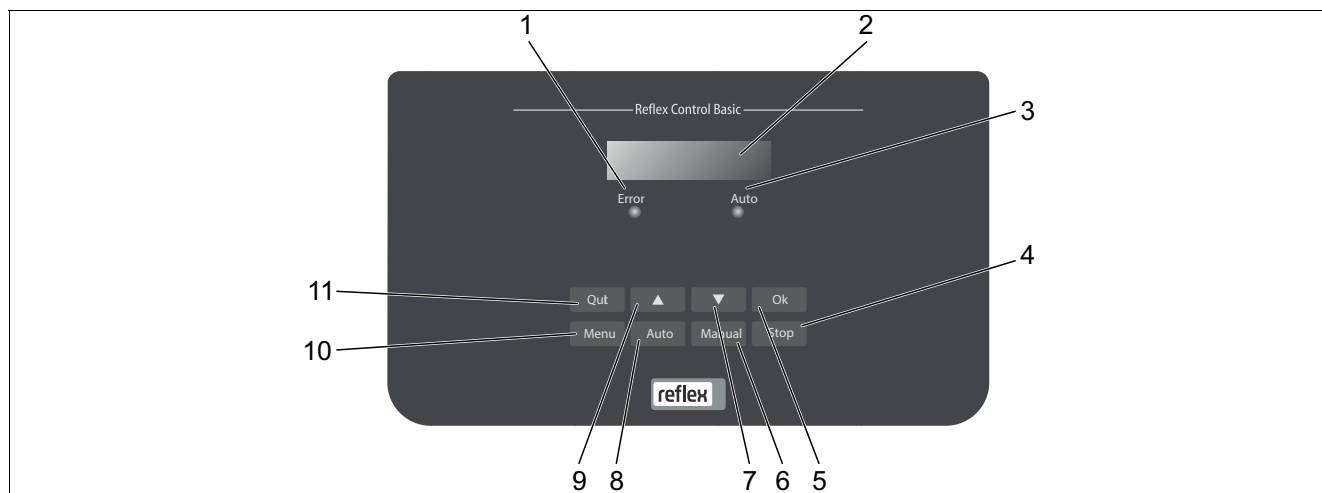 1
2
Reflex Control Basic
3
Error
Auto
4
11
Quit
▲
▼
Ok
10
Menu
Auto
Manual
Stop
reflex
9
8
7
6
5